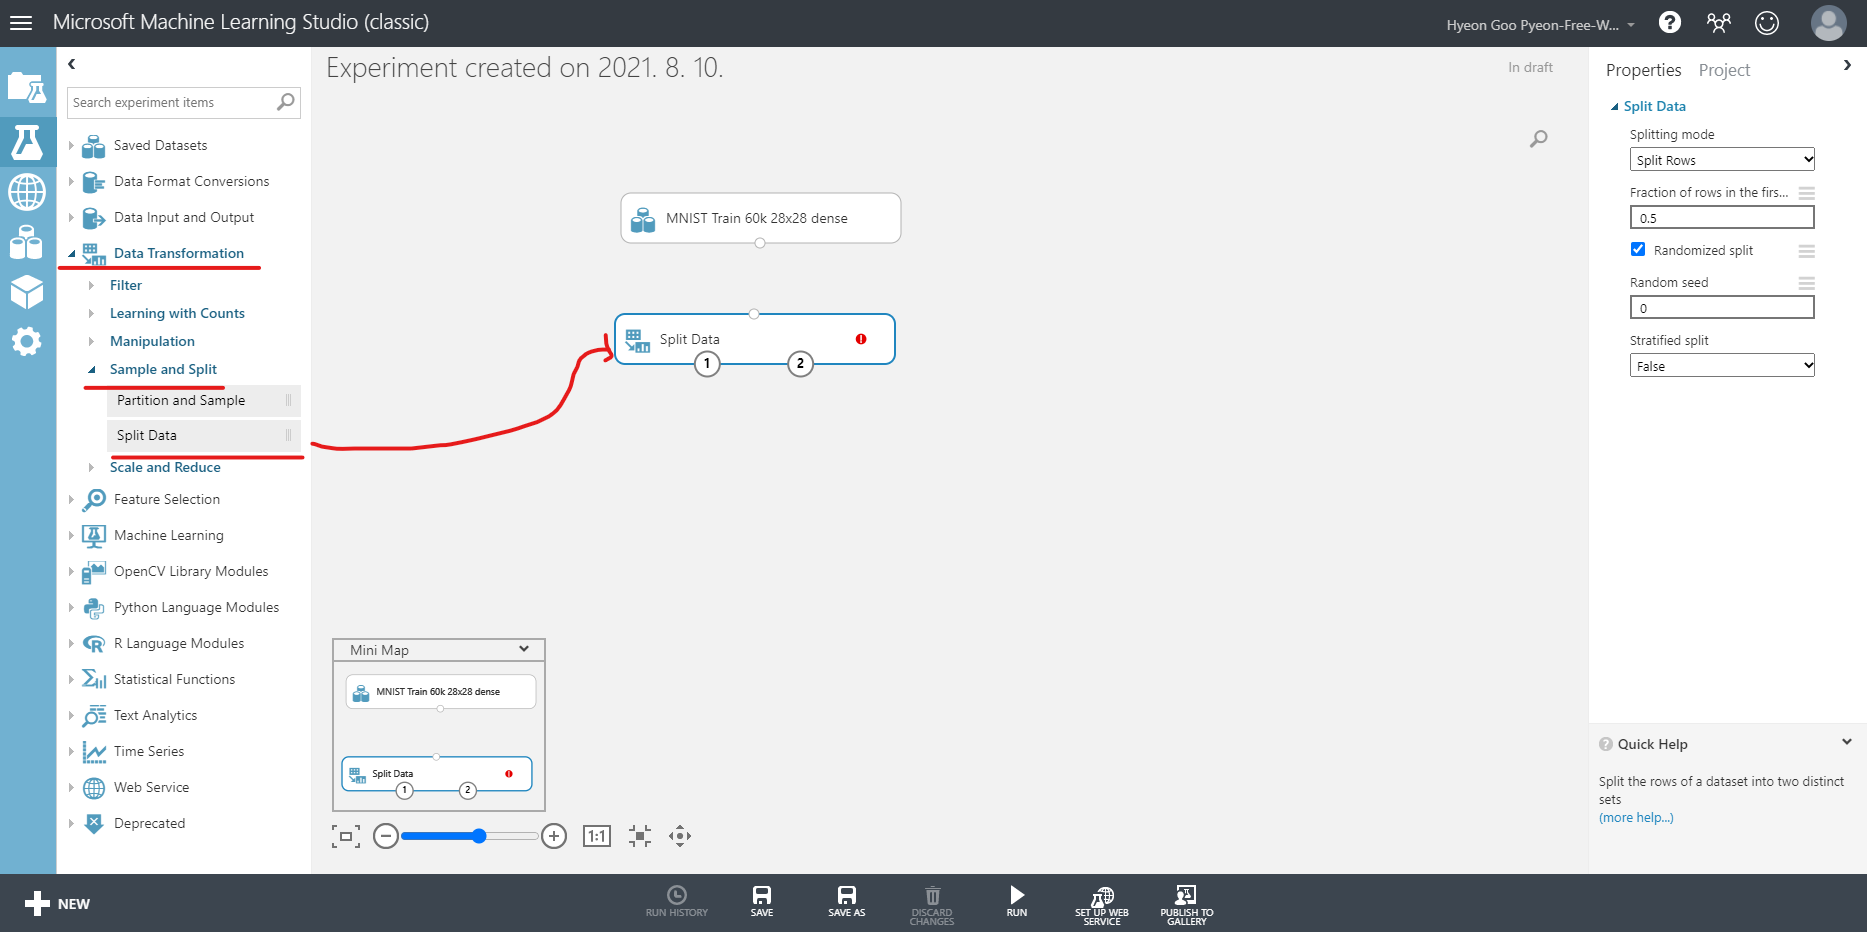 Microsoft Machine Learning Studio (classic)
Hyeon Goo Pyeon-Free-W...
?
Search experiment items
Saved Datasets
Data Format Conversions
Data Input and Output
Data Transformation
Filter
Learning with Counts
Manipulation
Sample and Split
Partition and Sample
Split Data
Scale and Reduce
Feature Selection
Machine Learning
OpenCV Library Modules
Python Language Modules
R Language Modules
Statistical Functions
Text Analytics
Time Series
Web Service
Deprecated
Experiment created on 2021. 8. 10.
In draft
MNIST Train 60k 28x28 dense
Split Data
1
2
Mini Map
MNIST Train 60k 28x28 dense
Split Data
1
2
1:1
Properties
Project
Split Data
Splitting mode
Split Rows
Fraction of rows in the firs...
0.5
Randomized split
Random seed
0
Stratified split
False
? Quick Help
Split the rows of a dataset into two distinct
sets
(more help...)
NEW
RUN HISTORY
SAVE
SAVE AS
DISCARD
CHANGES
RUN
SET UP WEB
SERVICE
PUBLISH TO
GALLERY